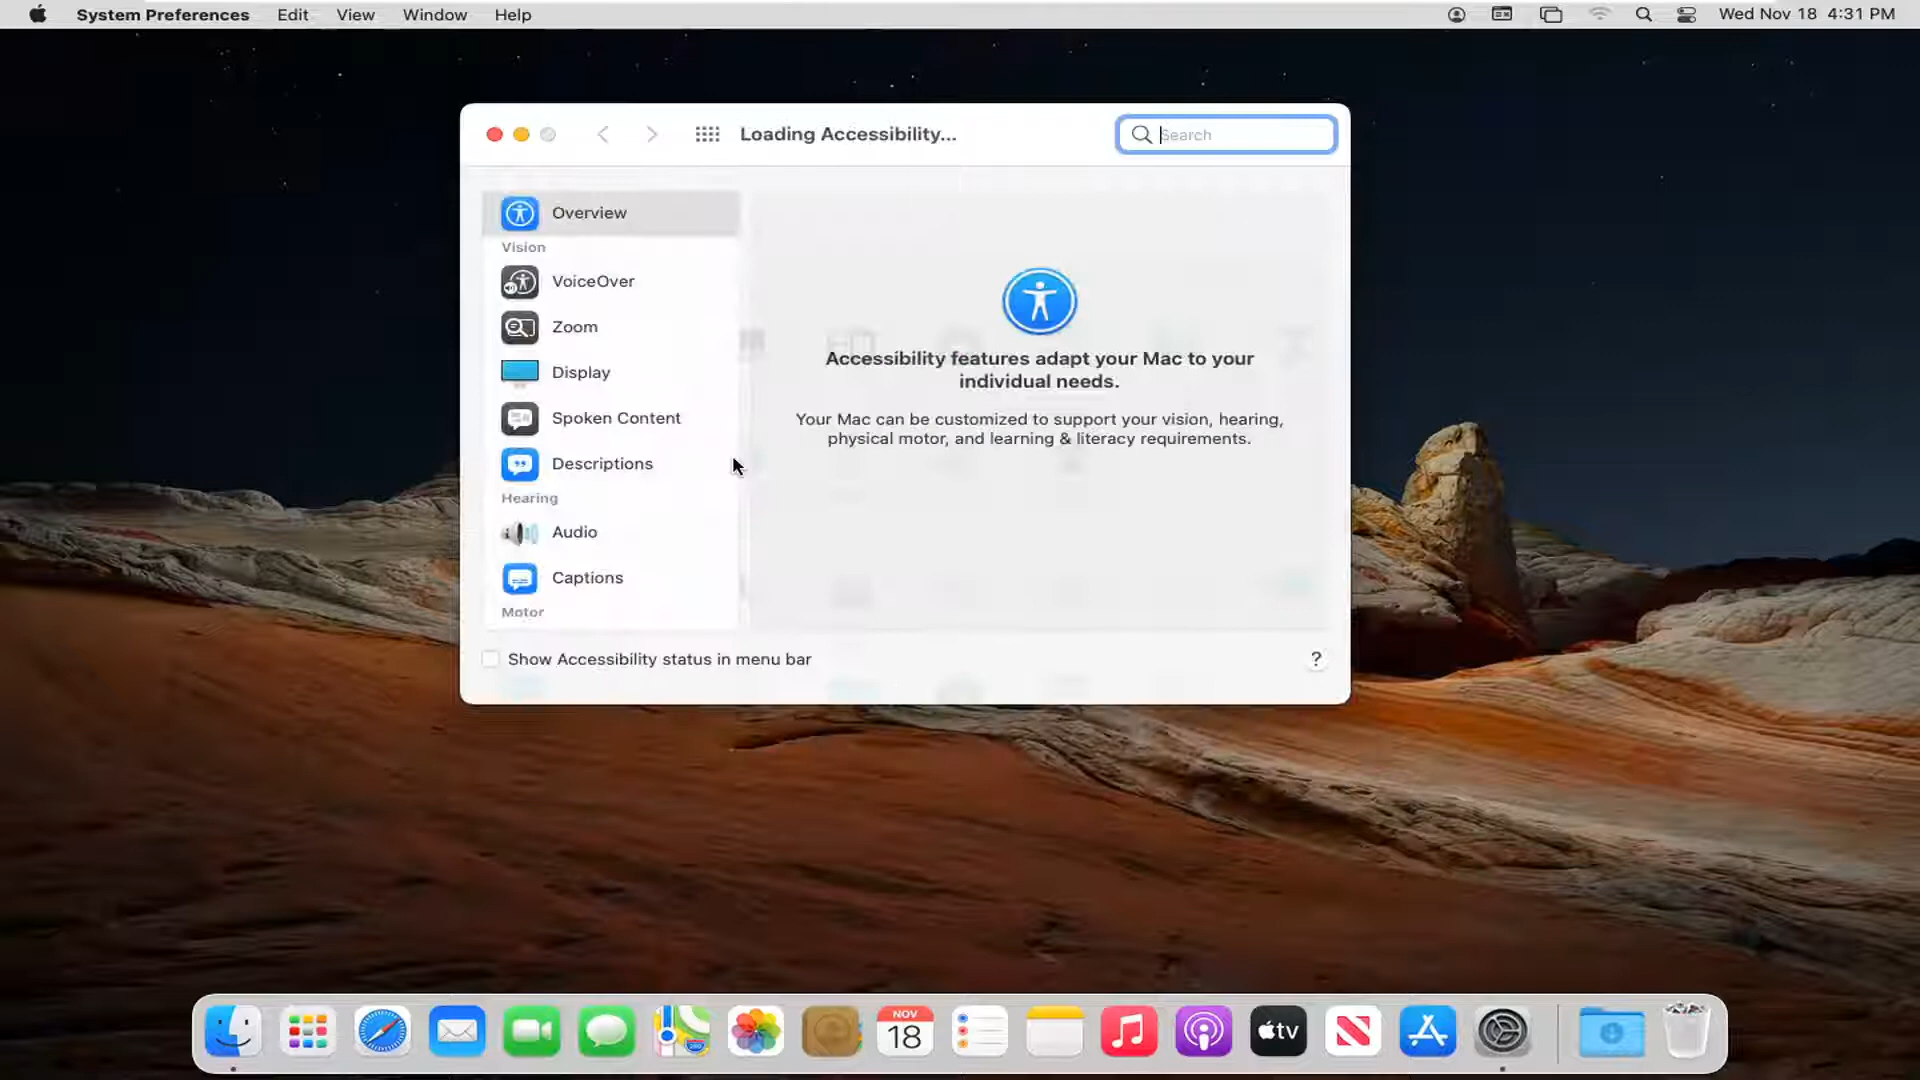 System Preferences Edit View Window Help Wed Nov 18 4:31 PM
Loading Accessibility... Search
Overview
Vision
VoiceOver
Zoom
Display
Spoken Content
Descriptions
Hearing
Audio
Captions
Motor
Accessibility features adapt your Mac to your
individual needs.
Your Mac can be customized to support your vision, hearing,
physical motor, and learning & literacy requirements.
Show Accessibility status in menu bar ?
NOV
18
tv